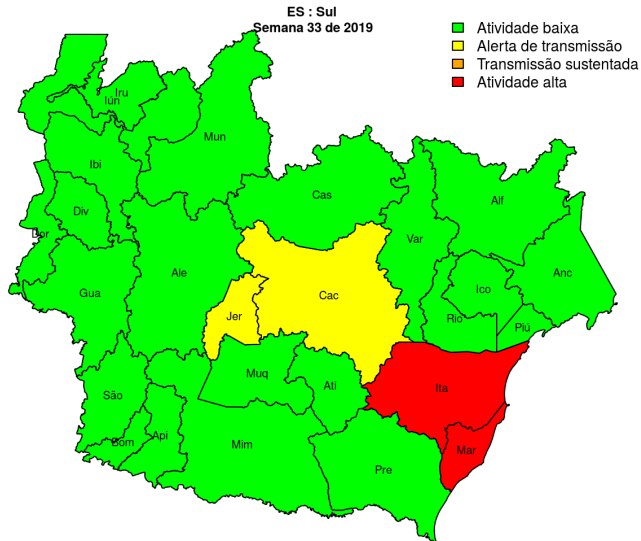 ES : Sul
Semana 33 de 2019
Atividade baixa
Alerta de transmissão
Transmissão sustentada
Atividade alta
Iru
Iún
Mun
Ibi
Cas
Alf
Div
Dor
Var
Ale
Anc
Gua
Cac
Ico
Jer
Rio
Piú
Muq
Ati
Ita
São
Api
Bom
Mim
Mar
Pre